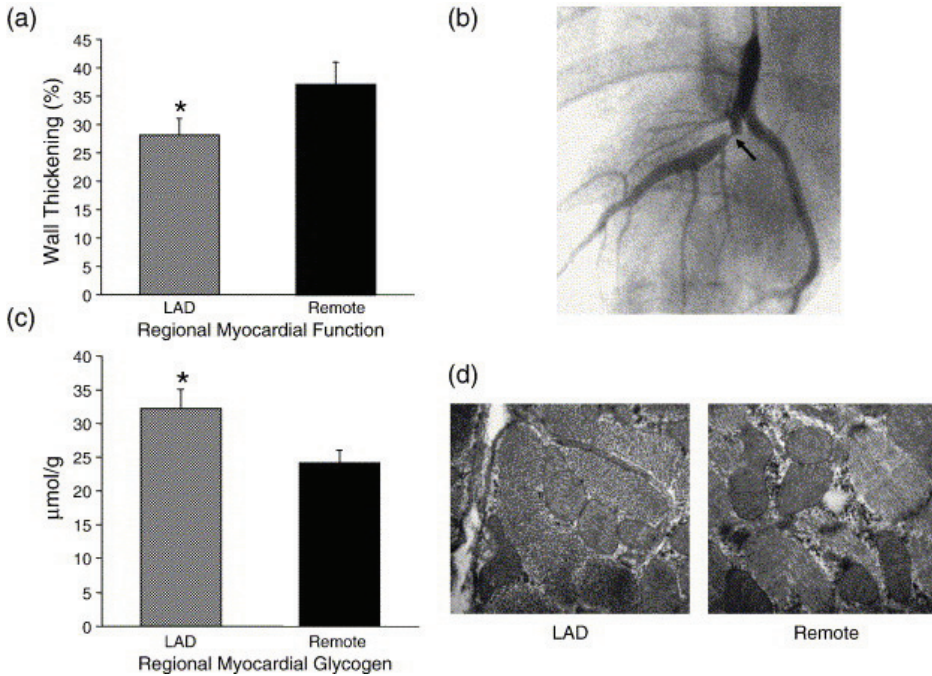 (a)
Wall Thickening (%)
45
40
35
30
25
20
15
10
5
0
*
LAD
Remote
Regional Myocardial Function
(b)
(c)
μmol/g
40
35
30
25
20
15
10
5
0
*
LAD
Remote
Regional Myocardial Glycogen
(d)
LAD
Remote